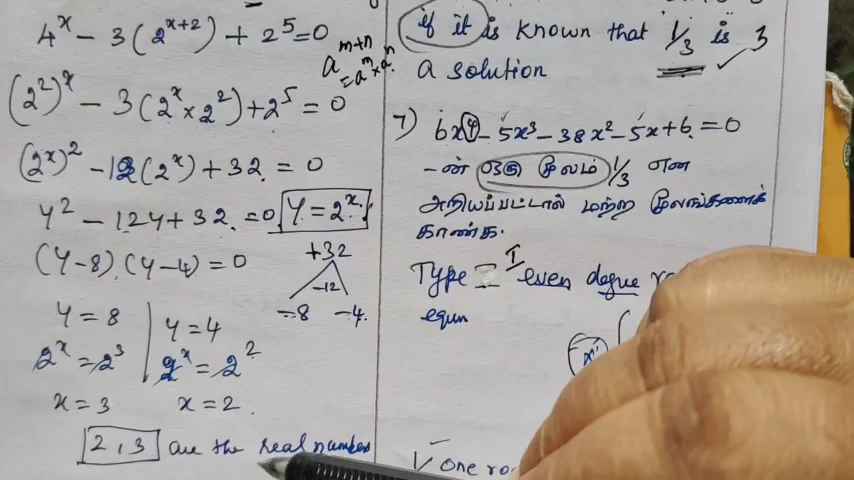 4^x - 3(2^{x+2}) + 2^5 = 0
a^{m+n}
= a^m × a^n
(2^2)^x - 3(2^x × 2^2) + 2^5 = 0
(2^x)^2 - 12(2^x) + 32 = 0
y^2 - 12y + 32 = 0 y = 2^x
(y-8)(y-4) = 0
+32
-12
-8 -4
y = 8 y = 4
2^x = 2^3 2^x = 2^2
x = 3 x = 2
2, 3 are the real numbers
if it is known that 1/3 is
a solution
3
7) 6x^4 - 5x^3 - 38x^2 - 5x + 6 = 0
-ன் ஒரு மூலம் 1/3 என
அறியப்பட்டால் மற்ற மூலங்களைக்
காண்க.
Type I even degree
equn
one